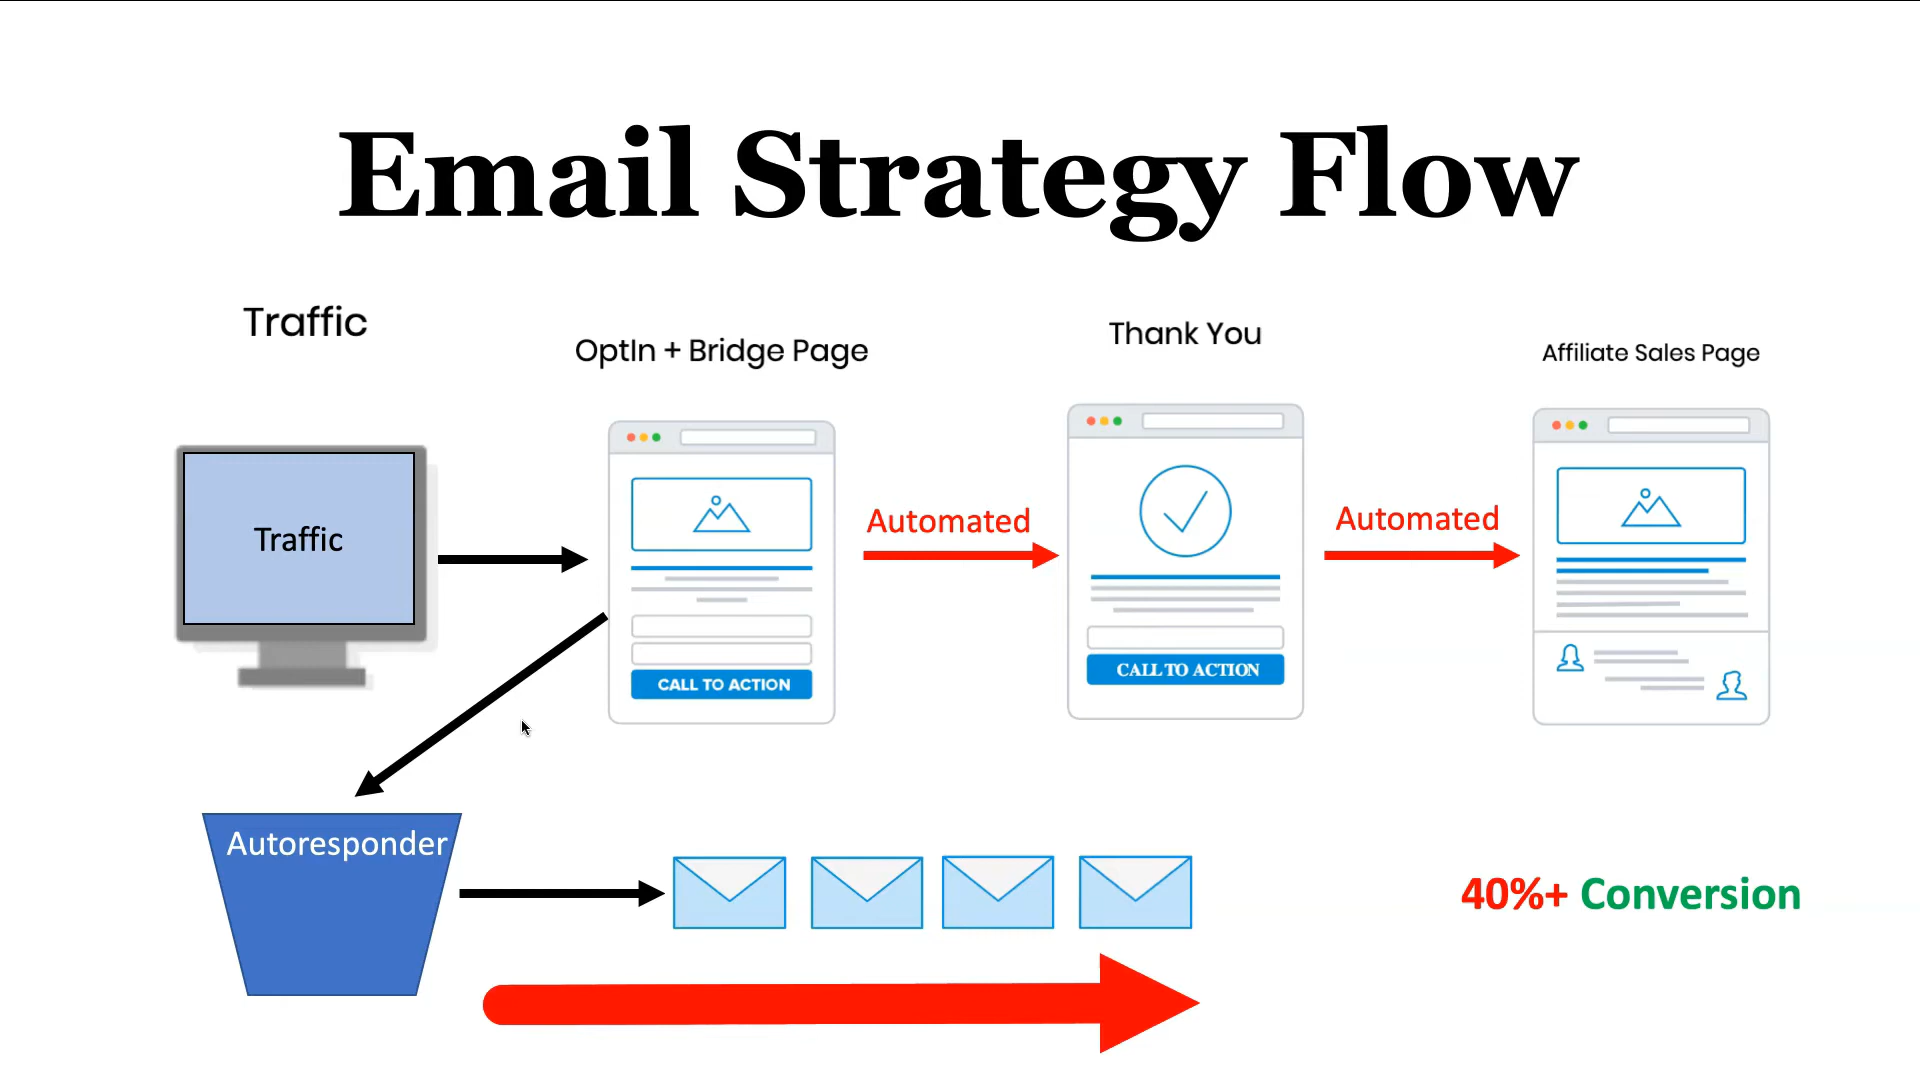 Email Strategy Flow
Traffic
OptIn + Bridge Page
Thank You
Affiliate Sales Page
Traffic
Automated
Automated
CALL TO ACTION
CALL TO ACTION
Autoresponder
40%+ Conversion